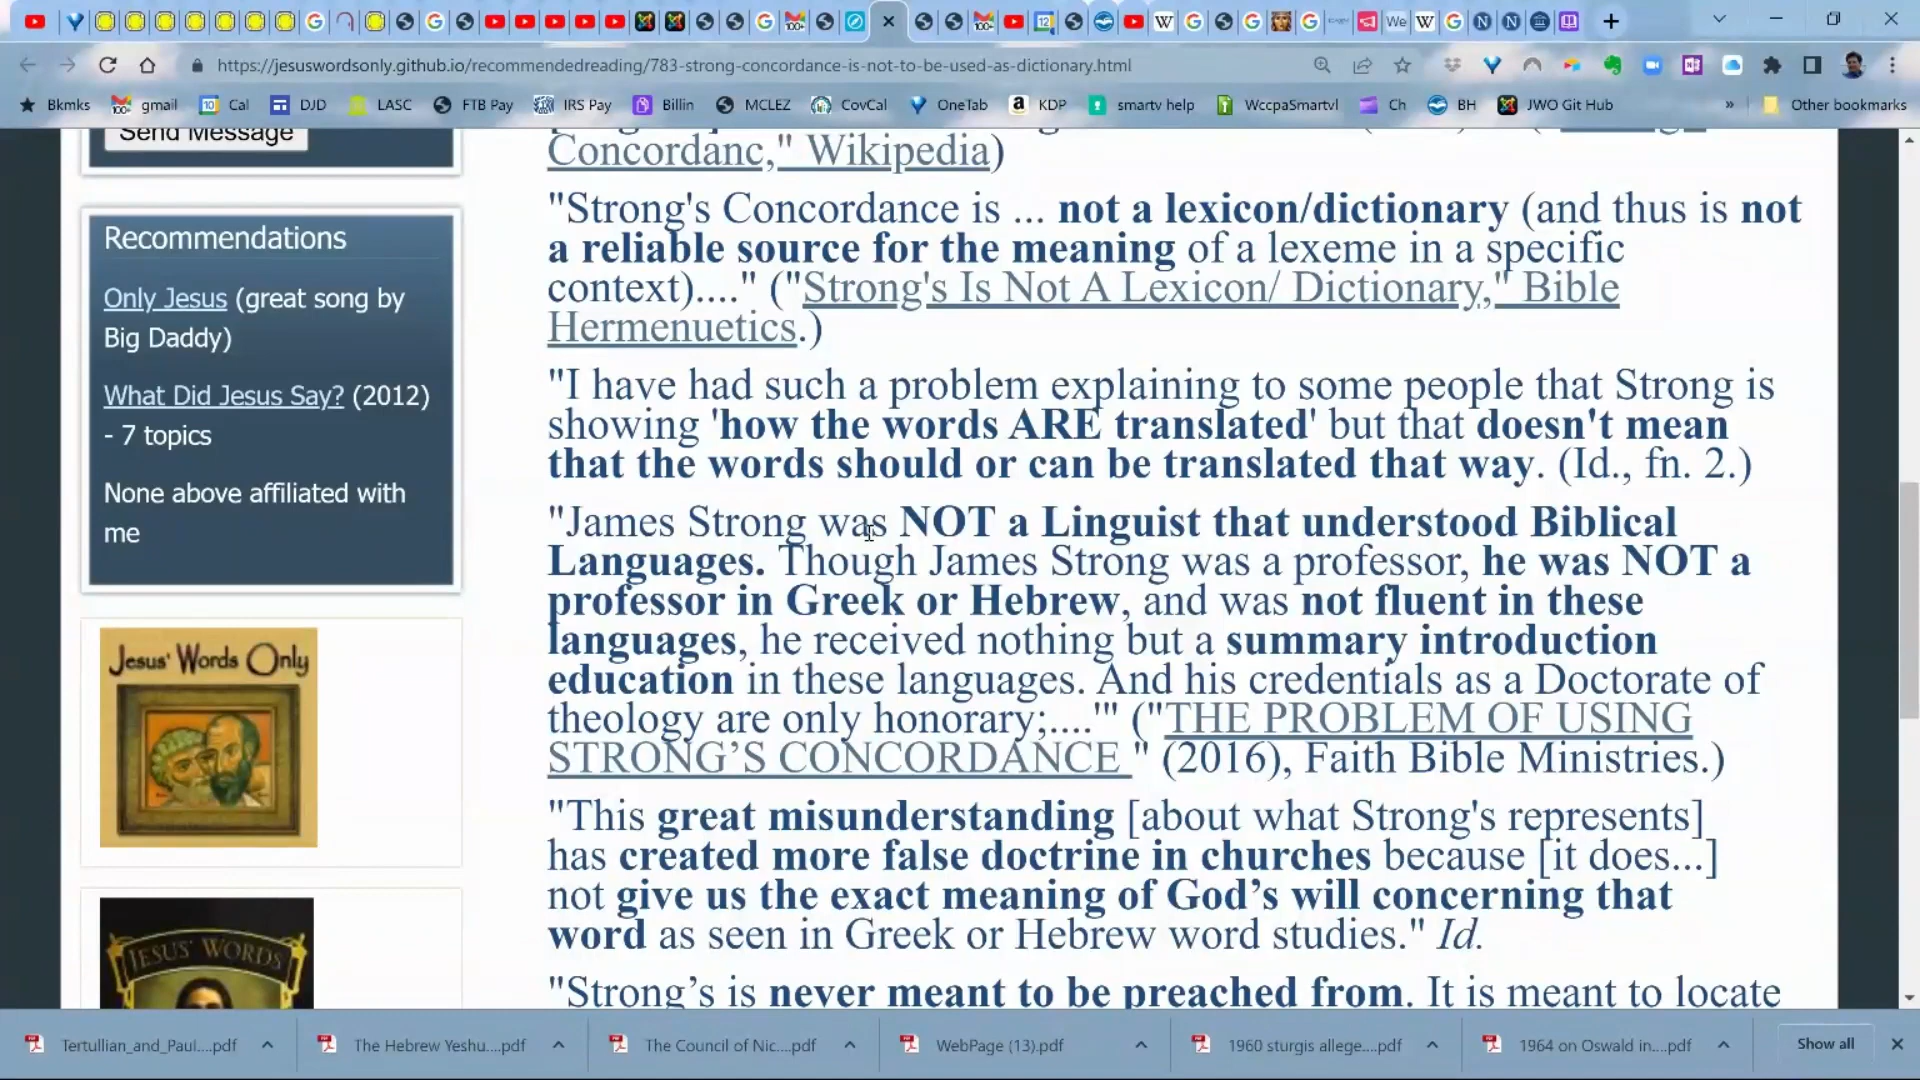 https://jesuswordsonly.github.io/recommendedreading/783-strong-concordance-is-not-to-be-used-as-dictionary.html
Bkmks gmail Cal DJD LASC FTB Pay IRS Pay Billin MCLEZ CovCal OneTab KDP smartv help WccpaSmartvl Ch BH JWO Git Hub » Other bookmarks
Send Message
Recommendations
Only Jesus (great song by
Big Daddy)
What Did Jesus Say? (2012)
- 7 topics
None above affiliated with
me
Jesus' Words Only
JESUS' WORDS
Concordanc," Wikipedia)
"Strong's Concordance is ... not a lexicon/dictionary (and thus is not
a reliable source for the meaning of a lexeme in a specific
context)...." ("Strong's Is Not A Lexicon/ Dictionary," Bible
Hermenuetics.)
"I have had such a problem explaining to some people that Strong is
showing 'how the words ARE translated' but that doesn't mean
that the words should or can be translated that way. (Id., fn. 2.)
"James Strong was NOT a Linguist that understood Biblical
Languages. Though James Strong was a professor, he was NOT a
professor in Greek or Hebrew, and was not fluent in these
languages, he received nothing but a summary introduction
education in these languages. And his credentials as a Doctorate of
theology are only honorary;....'" ("THE PROBLEM OF USING
STRONG’S CONCORDANCE " (2016), Faith Bible Ministries.)
"This great misunderstanding [about what Strong's represents]
has created more false doctrine in churches because [it does...]
not give us the exact meaning of God’s will concerning that
word as seen in Greek or Hebrew word studies." Id.
"Strong’s is never meant to be preached from. It is meant to locate
Tertullian_and_Paul....pdf The Hebrew Yeshu....pdf The Council of Nic....pdf WebPage (13).pdf 1960 sturgis allege....pdf 1964 on Oswald in....pdf Show all